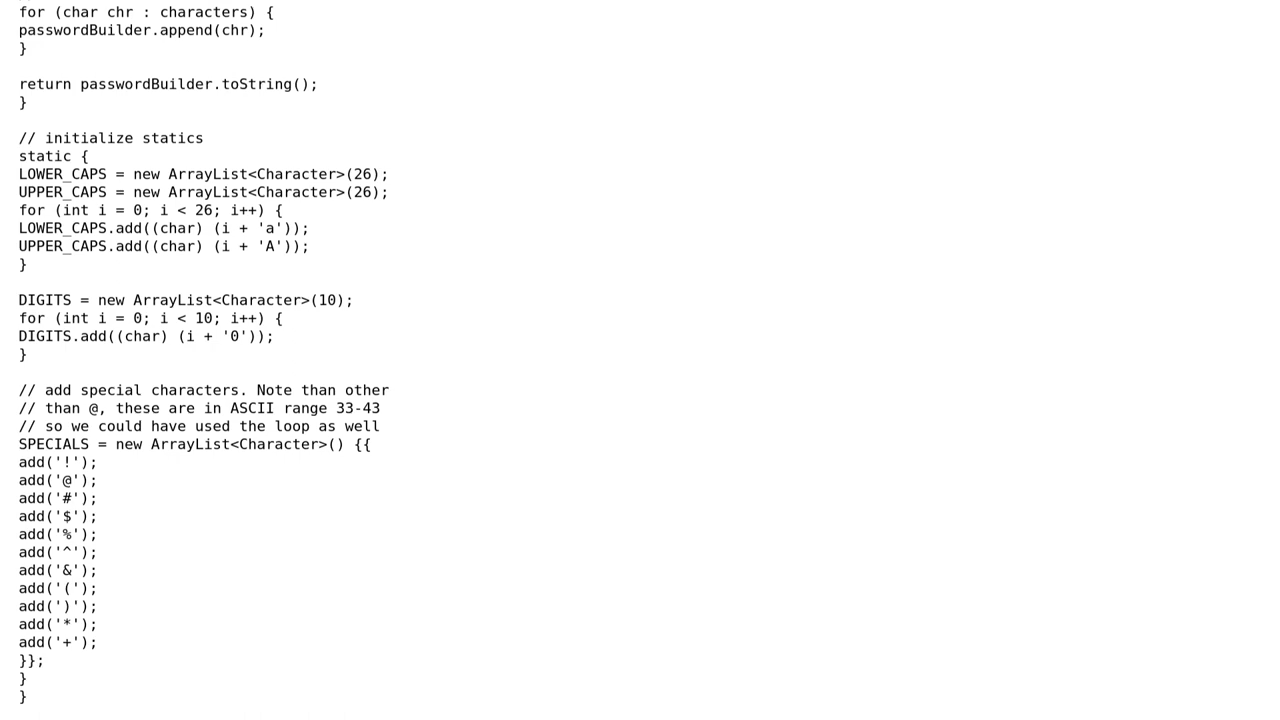 for (char chr : characters) {
passwordBuilder.append(chr);
}

return passwordBuilder.toString();
}

// initialize statics
static {
LOWER_CAPS = new ArrayList<Character>(26);
UPPER_CAPS = new ArrayList<Character>(26);
for (int i = 0; i < 26; i++) {
LOWER_CAPS.add((char) (i + 'a'));
UPPER_CAPS.add((char) (i + 'A'));
}

DIGITS = new ArrayList<Character>(10);
for (int i = 0; i < 10; i++) {
DIGITS.add((char) (i + '0'));
}

// add special characters. Note than other
// than @, these are in ASCII range 33-43
// so we could have used the loop as well
SPECIALS = new ArrayList<Character>() {{
add('!');
add('@');
add('#');
add('$');
add('%');
add('^');
add('&');
add('(');
add(')');
add('*');
add('+');
}};
}
}